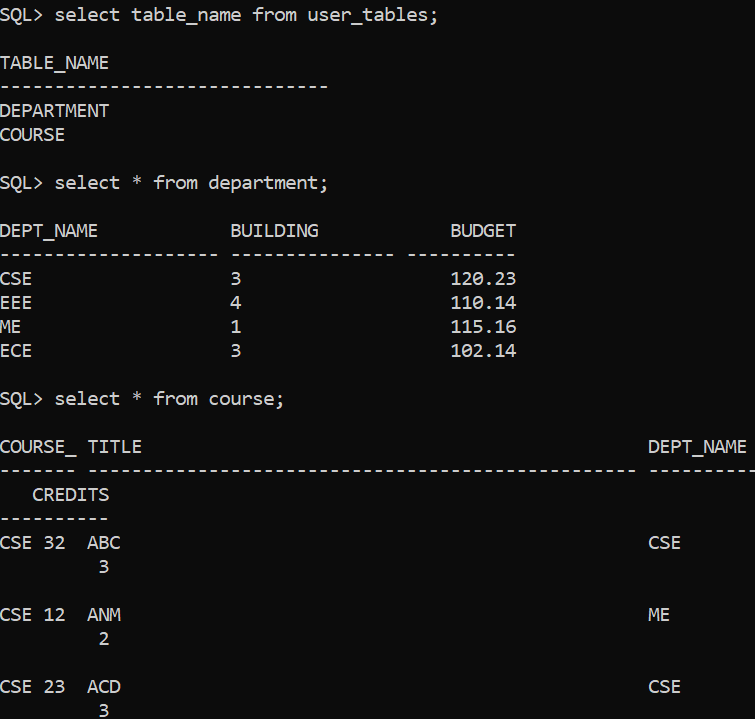 SQL> select table_name from user_tables;
TABLE_NAME
------------------------------
DEPARTMENT
COURSE
SQL> select * from department;
DEPT_NAME            BUILDING            BUDGET
-------------------- --------------- ----------
CSE                  3                   120.23
EEE                  4                   110.14
ME                   1                   115.16
ECE                  3                   102.14
SQL> select * from course;
COURSE_ TITLE                                              DEPT_NAME
------- -------------------------------------------------- ----------
   CREDITS
----------
CSE 32  ABC                                                CSE
         3
CSE 12  ANM                                                ME
         2
CSE 23  ACD                                                CSE
         3